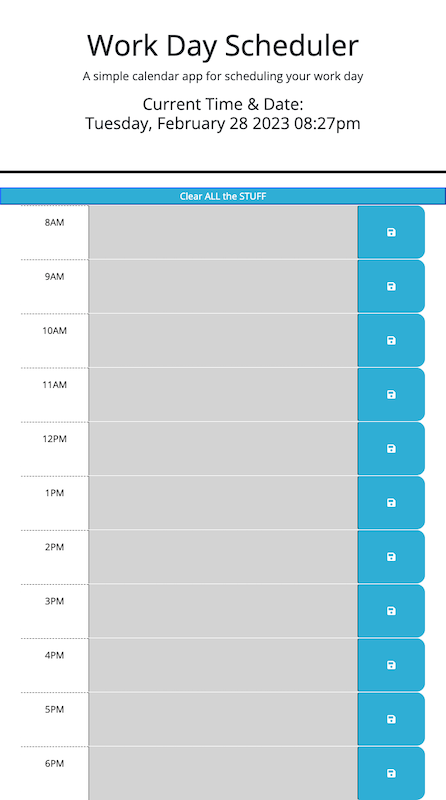 Work Day Scheduler
A simple calendar app for scheduling your work day
Current Time & Date:
Tuesday, February 28 2023 08:27pm
Clear ALL the STUFF
8AM
9AM
10AM
11AM
12PM
1PM
2PM
3PM
4PM
5PM
6PM